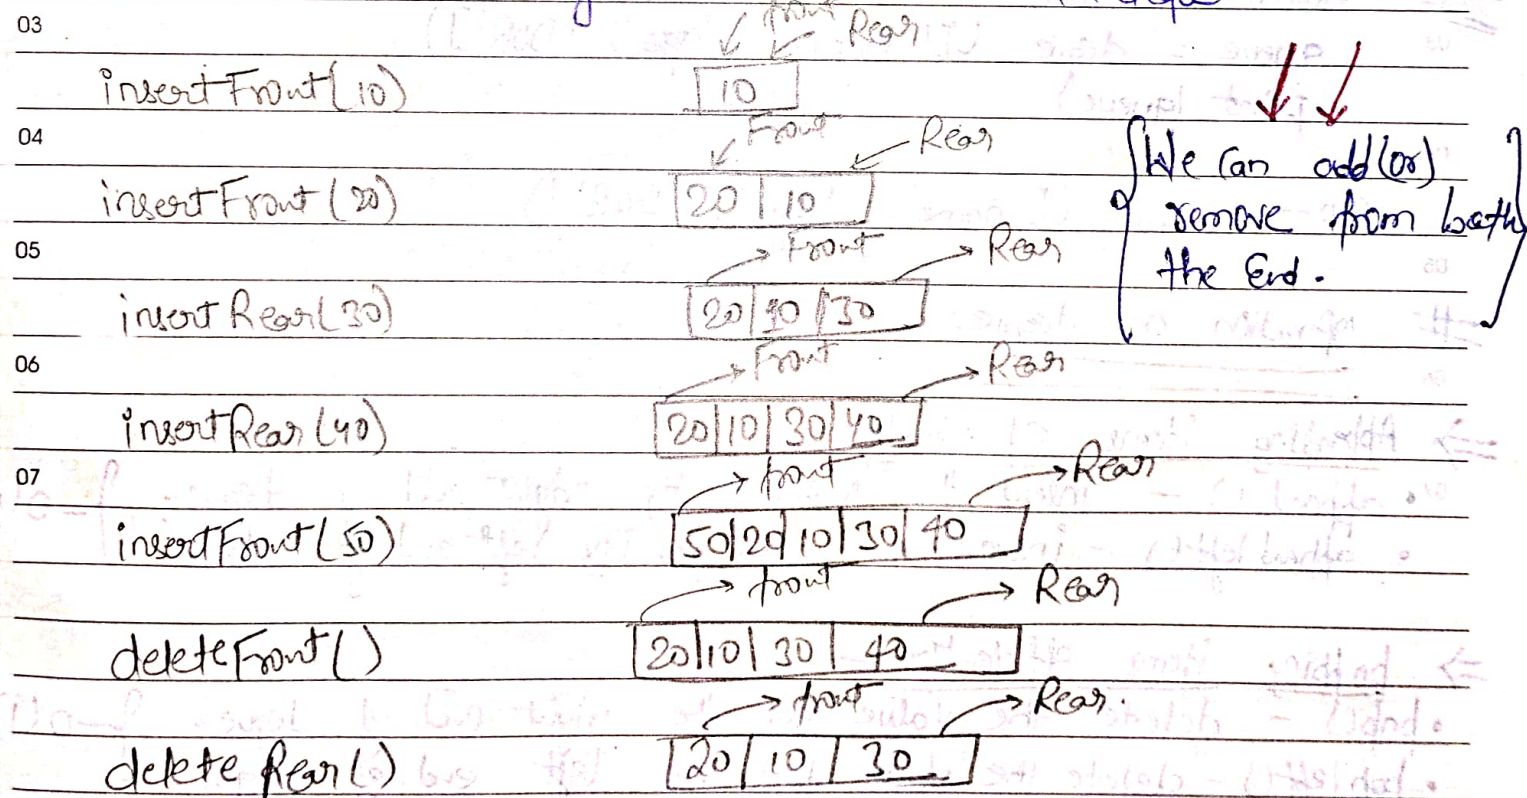 03
front Rear
insertFront(10) 10
04
Front Rear
insertFront(20) 20 10
We can add (or)
remove from both
the End.
05
Front Rear
insertRear(30) 20 10 30
06
Front Rear
insertRear(40) 20 10 30 40
07
front Rear
insertFront(50) 50 20 10 30 40
front Rear
deleteFront() 20 10 30 40
front Rear.
delete Rear() 20 10 30